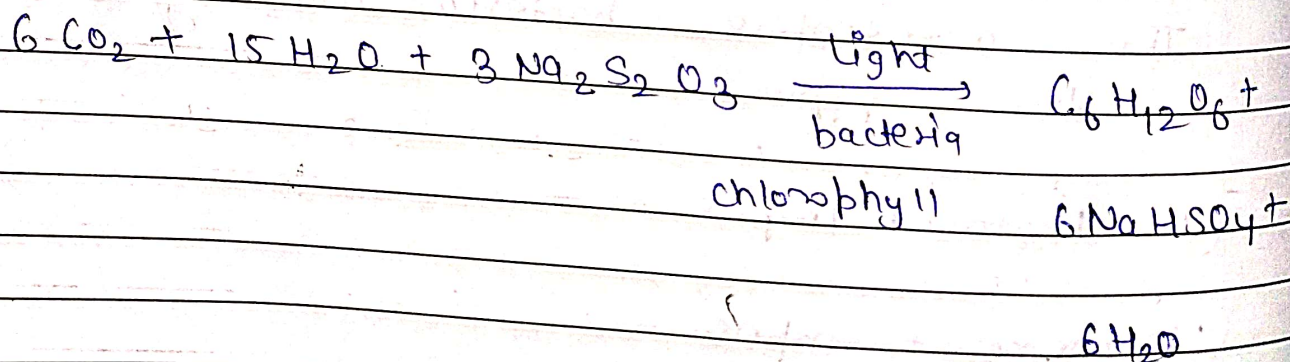 6 CO₂ + 15 H₂O + 3 Na₂S₂O₃ light → C₆H₁₂O₆ +
bacteria
chlorophyll 6 NaHSO₄ +
6 H₂O